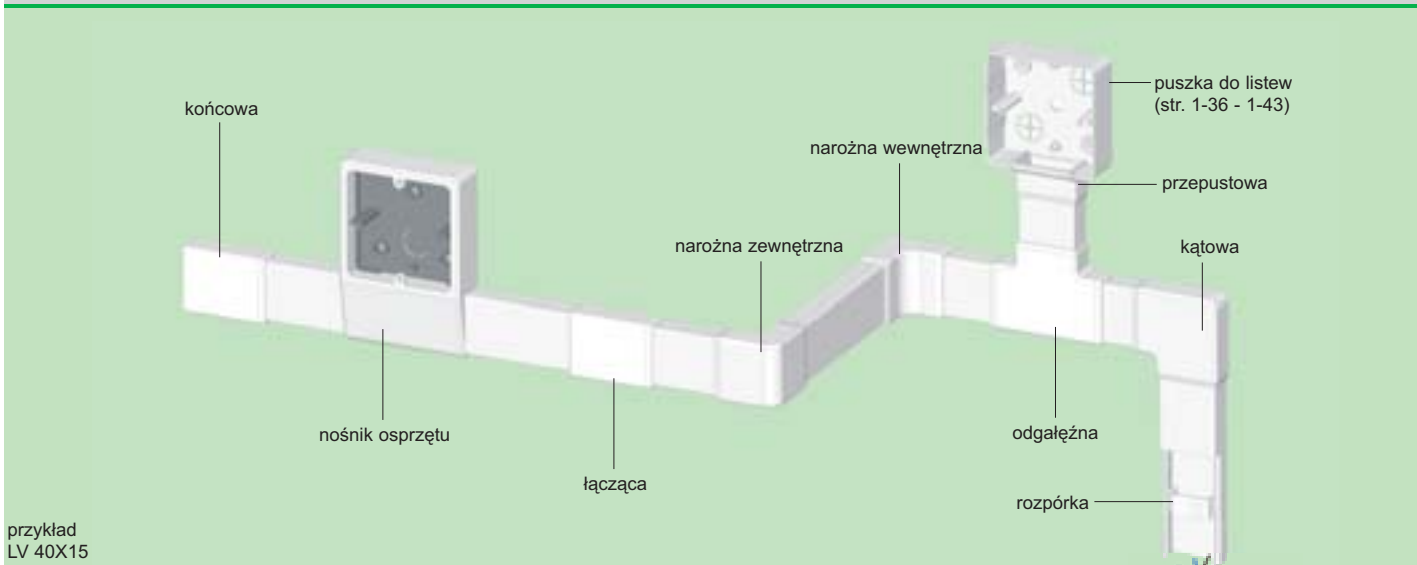 puszka do listew
(str. 1-36 - 1-43)
końcowa
narożna wewnętrzna
przepustowa
narożna zewnętrzna
kątowa
nośnik osprzętu
odgałęźna
łącząca
rozpórka
przykład
LV 40X15